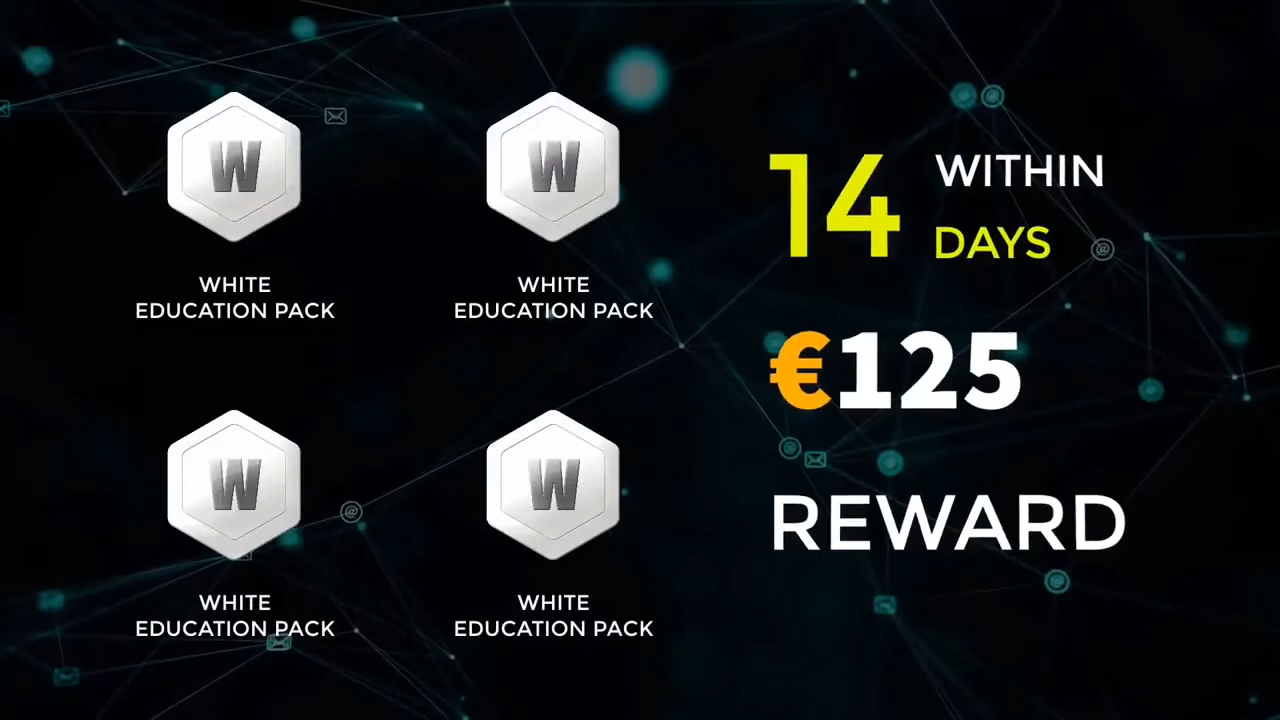 W
WHITE
EDUCATION PACK
W
WHITE
EDUCATION PACK
W
WHITE
EDUCATION PACK
W
WHITE
EDUCATION PACK
14 WITHIN
DAYS
€125
REWARD